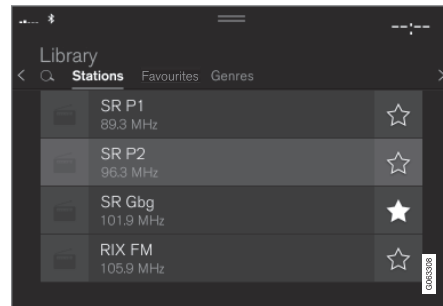 --:--
Library
Stations Favourites Genres
SR P1
89.3 MHz
SR P2
96.3 MHz
SR Gbg
101.9 MHz
RIX FM
105.9 MHz
G063308